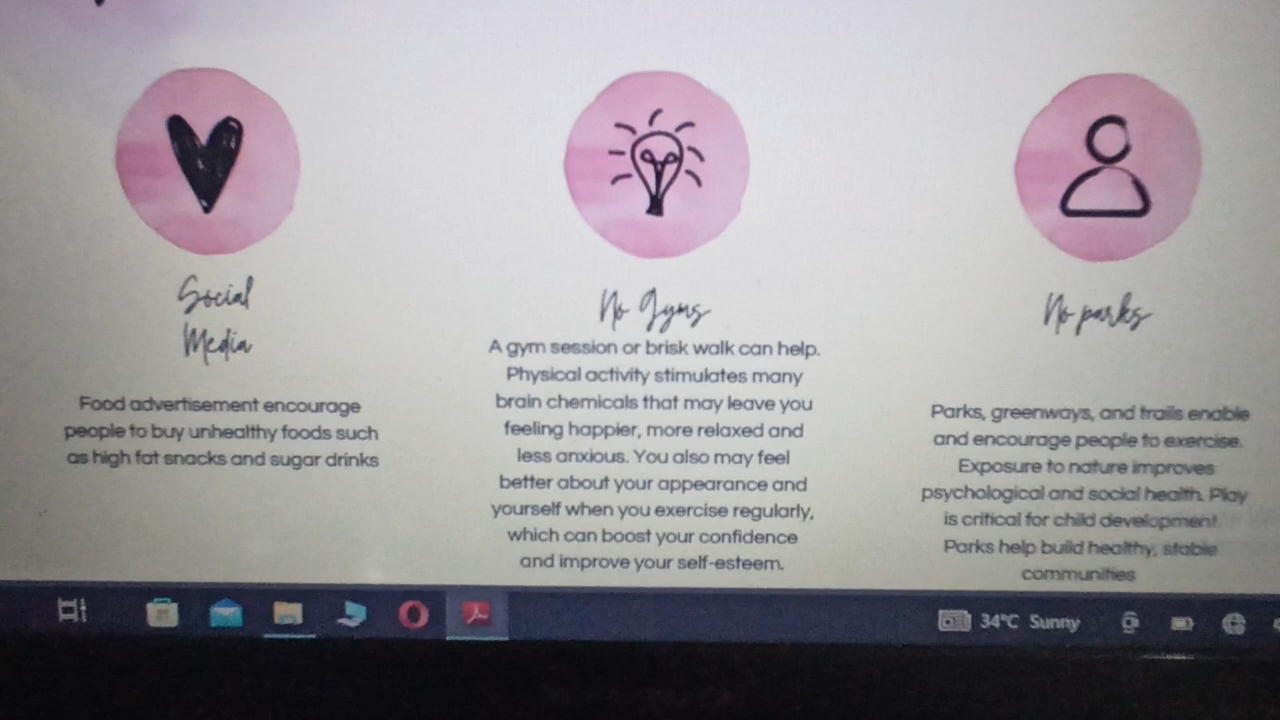 Social
Media
Food advertisement encourage
people to buy unhealthy foods such
as high fat snacks and sugar drinks
No Gyms
A gym session or brisk walk can help.
Physical activity stimulates many
brain chemicals that may leave you
feeling happier, more relaxed and
less anxious. You also may feel
better about your appearance and
yourself when you exercise regularly,
which can boost your confidence
and improve your self-esteem.
No parks
Parks, greenways, and trails enable
and encourage people to exercise.
Exposure to nature improves
psychological and social health. Play
is critical for child development.
Parks help build healthy, stable
communities
34°C Sunny